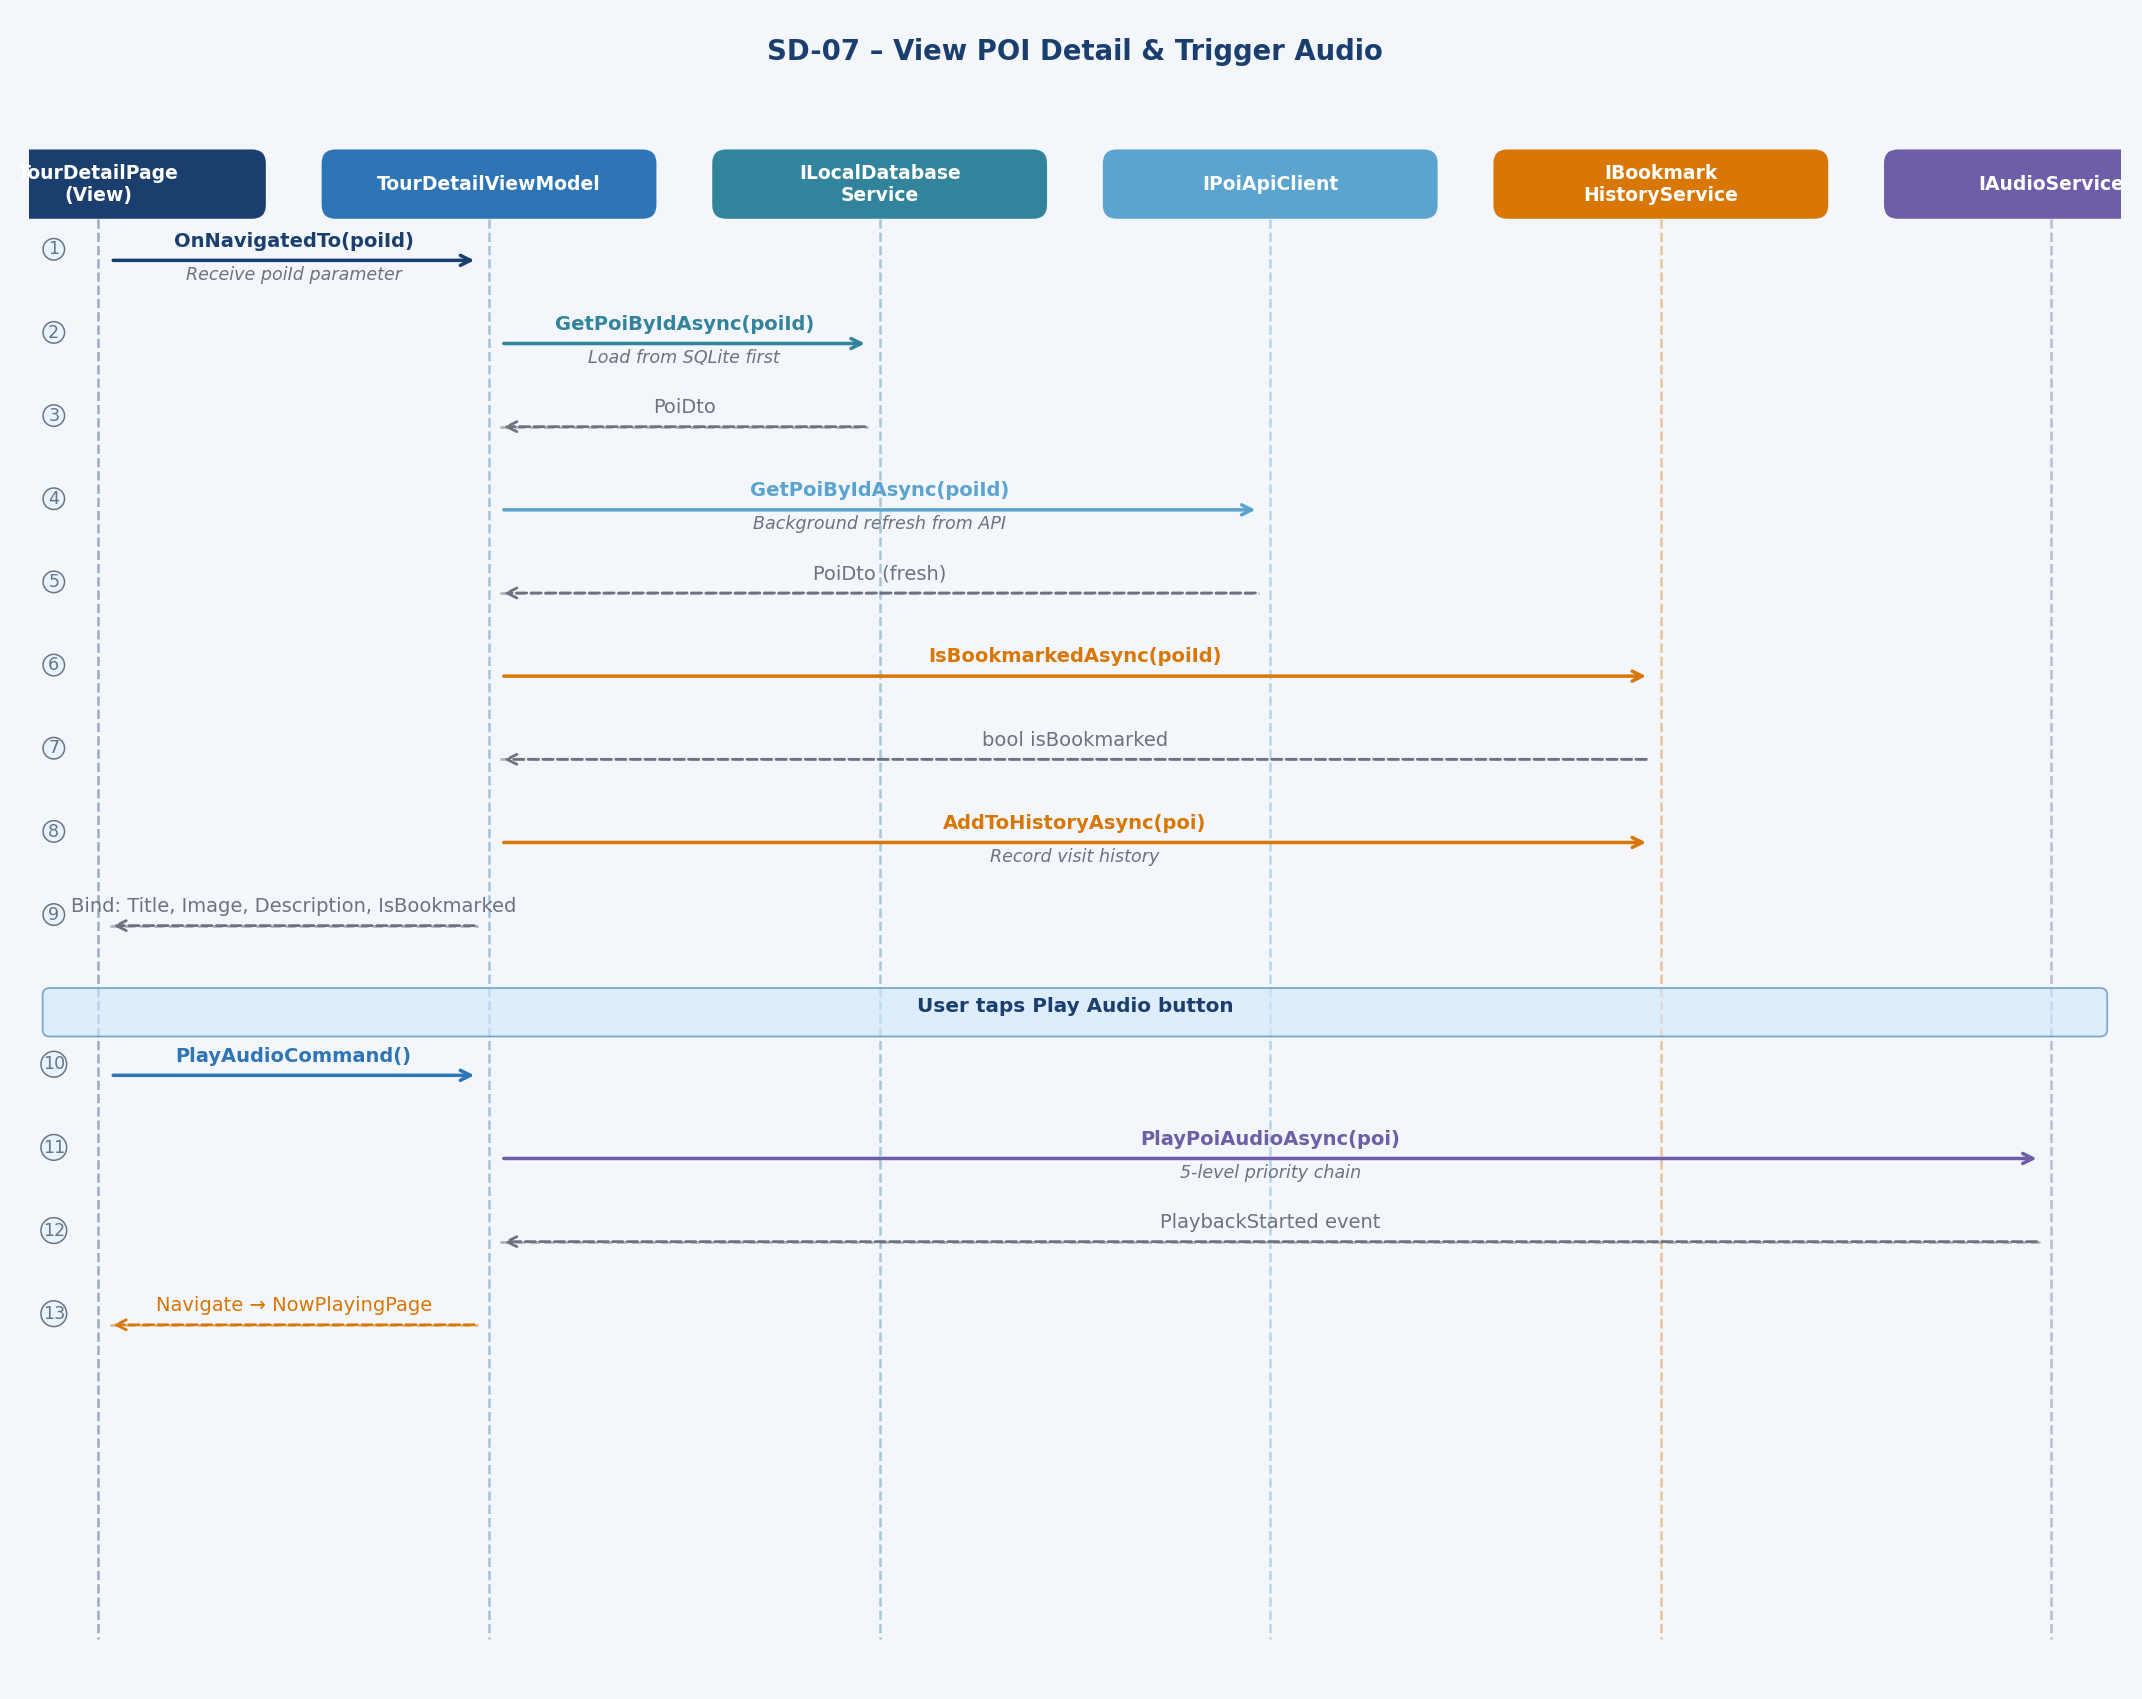 SD-07 – View POI Detail & Trigger Audio
TourDetailPage
(View)
TourDetailViewModel
ILocalDatabase
Service
IPoiApiClient
IBookmark
HistoryService
IAudioService
1
OnNavigatedTo(poiId)
Receive poiId parameter
2
GetPoiByIdAsync(poiId)
Load from SQLite first
3
PoiDto
4
GetPoiByIdAsync(poiId)
Background refresh from API
5
PoiDto (fresh)
6
IsBookmarkedAsync(poiId)
7
bool isBookmarked
8
AddToHistoryAsync(poi)
Record visit history
9
Bind: Title, Image, Description, IsBookmarked
User taps Play Audio button
10
PlayAudioCommand()
11
PlayPoiAudioAsync(poi)
5-level priority chain
12
PlaybackStarted event
13
Navigate → NowPlayingPage